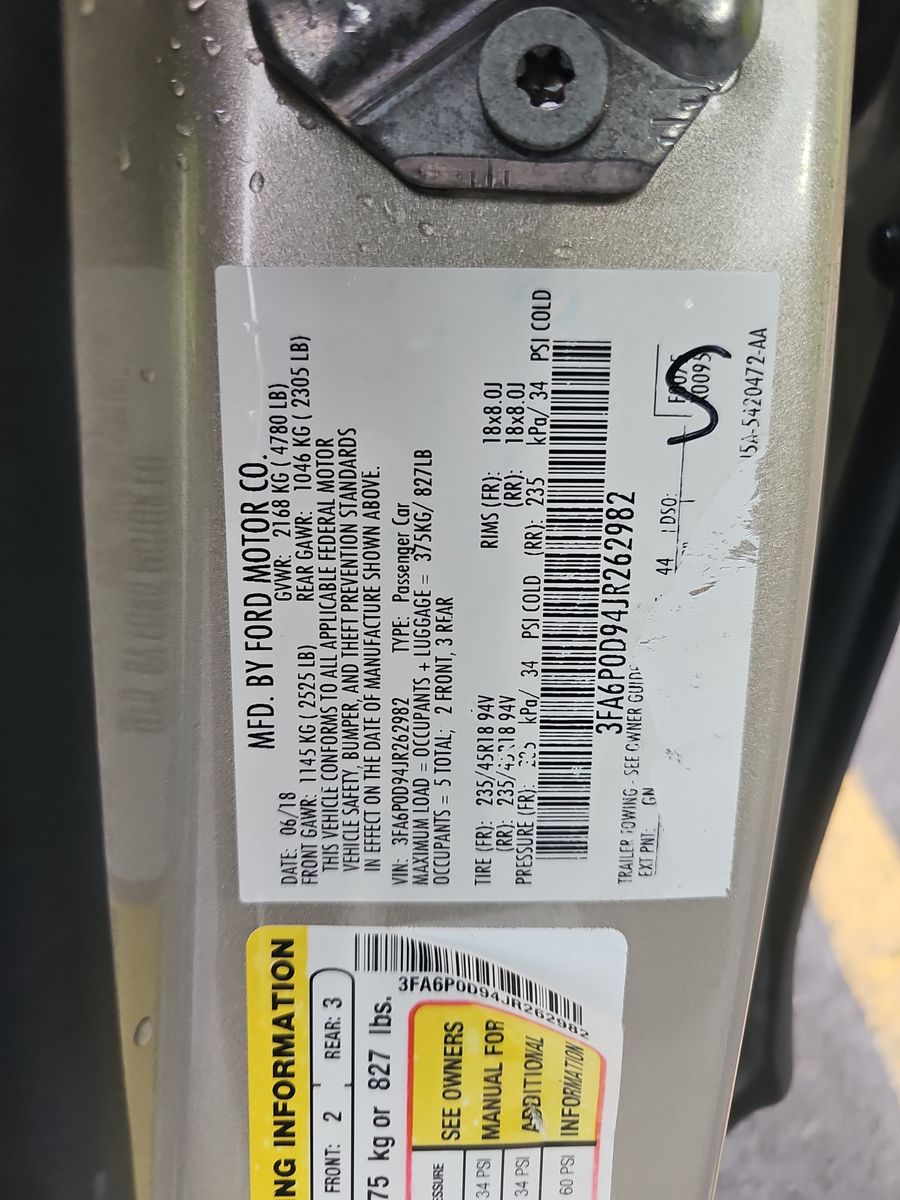 MFD. BY FORD MOTOR CO.
DATE: 06/18 GVWR: 2168 KG ( 4780 LB)
FRONT GAWR: 1145 KG ( 2525 LB) REAR GAWR: 1046 KG ( 2305 LB)
THIS VEHICLE CONFORMS TO ALL APPLICABLE FEDERAL MOTOR
VEHICLE SAFETY, BUMPER, AND THEFT PREVENTION STANDARDS
IN EFFECT ON THE DATE OF MANUFACTURE SHOWN ABOVE.
VIN: 3FA6P0D94JR262982 TYPE: Passenger Car
MAXIMUM LOAD = OCCUPANTS + LUGGAGE = 375KG/ 827LB
OCCUPANTS = 5 TOTAL; 2 FRONT, 3 REAR
TIRE (FR): 235/45R18 94V RIMS (FR): 18x8.0J
(RR): 235/45R18 94V (RR): 18x8.0J
PRESSURE (FR): 235 kPa/ 34 PSI COLD (RR): 235 kPa/ 34 PSI COLD
3FA6P0D94JR262982
TRAILER TOWING - SEE OWNER GUIDE
EXT PNT: GN 44 DSO:
5A-5420472-AA
NG INFORMATION
FRONT: 2 REAR: 3
75 kg or 827 lbs.
3FA6P0D94JR262982
SSURE
34 PSI
34 PSI
60 PSI
SEE OWNERS
MANUAL FOR
ADDITIONAL
INFORMATION